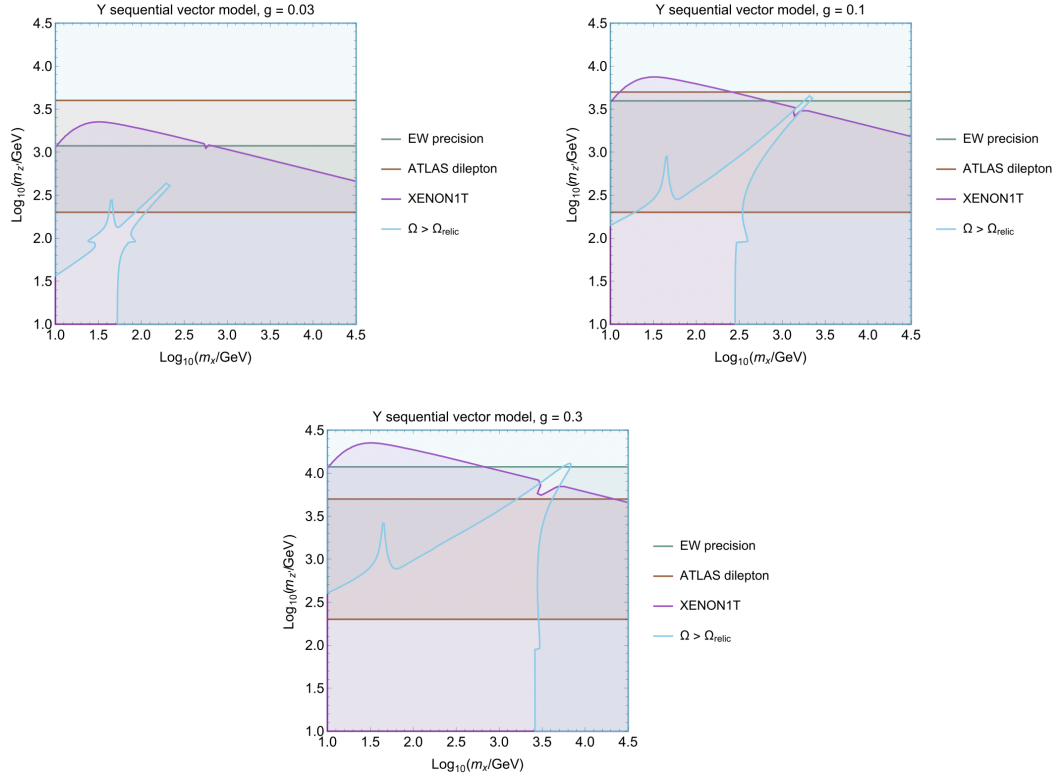 Y sequential vector model, g = 0.03
Log₁₀(m_z'/GeV)
4.5
4.0
3.5
3.0
2.5
2.0
1.5
1.0
1.0 1.5 2.0 2.5 3.0 3.5 4.0 4.5
Log₁₀(mₓ/GeV)
EW precision
ATLAS dilepton
XENON1T
Ω > Ω_relic
Y sequential vector model, g = 0.1
Log₁₀(m_z'/GeV)
4.5
4.0
3.5
3.0
2.5
2.0
1.5
1.0
1.0 1.5 2.0 2.5 3.0 3.5 4.0 4.5
Log₁₀(mₓ/GeV)
EW precision
ATLAS dilepton
XENON1T
Ω > Ω_relic
Y sequential vector model, g = 0.3
Log₁₀(m_z'/GeV)
4.5
4.0
3.5
3.0
2.5
2.0
1.5
1.0
1.0 1.5 2.0 2.5 3.0 3.5 4.0 4.5
Log₁₀(mₓ/GeV)
EW precision
ATLAS dilepton
XENON1T
Ω > Ω_relic